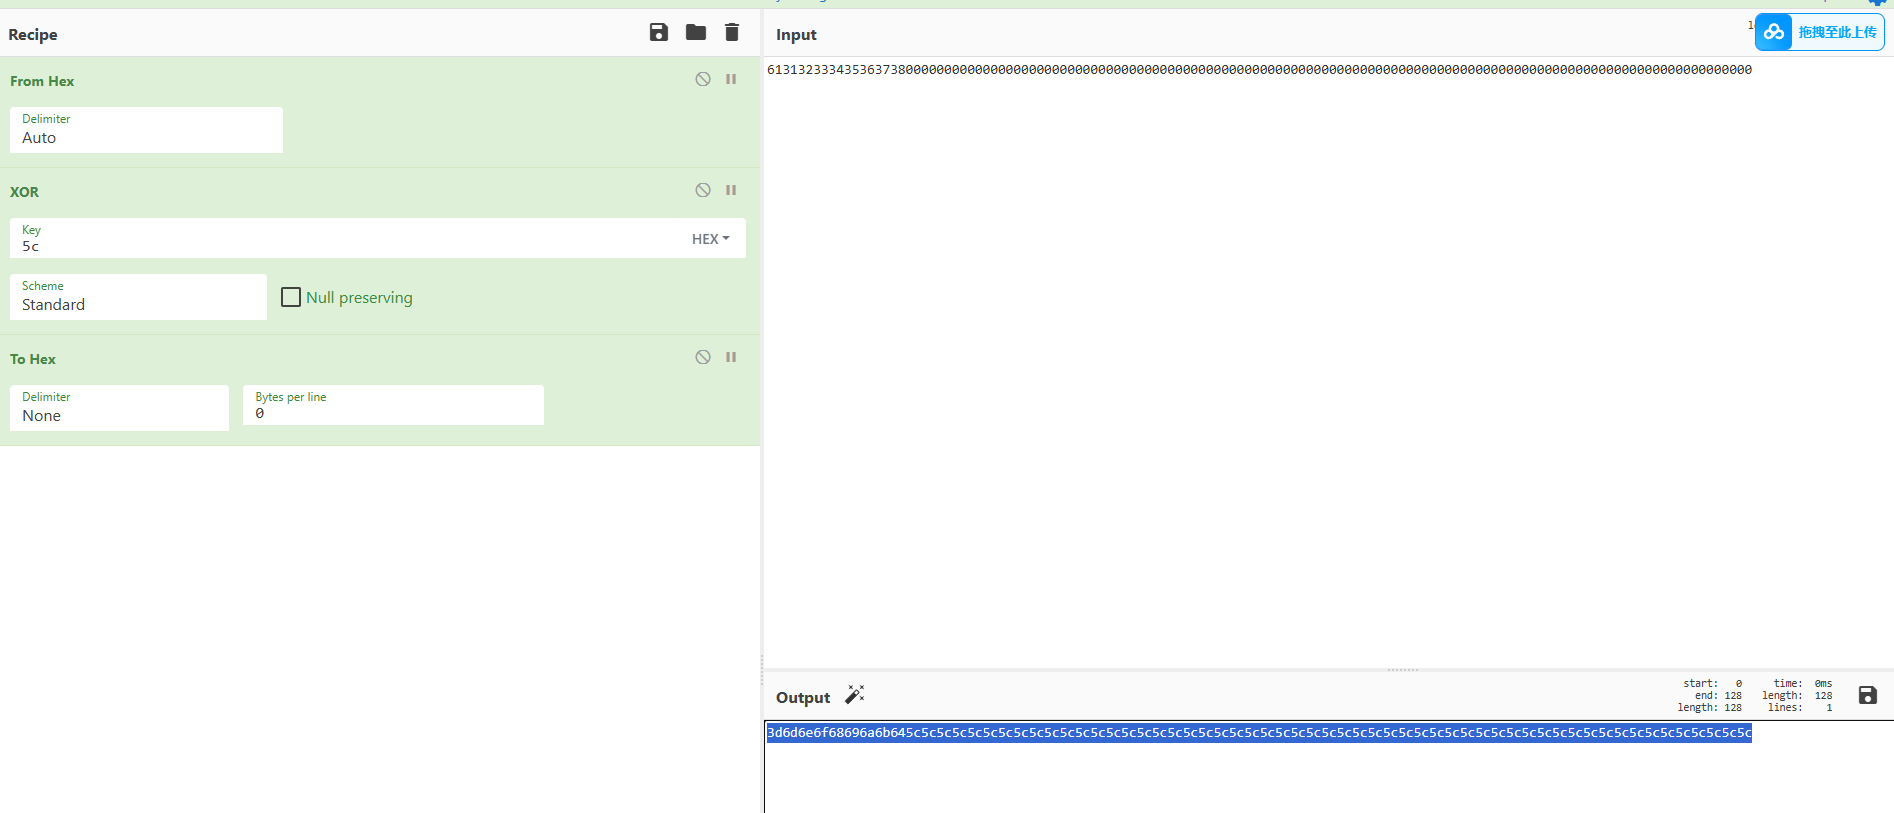 Recipe
From Hex
Delimiter
Auto
XOR
Key
5c
HEX
Scheme
Standard
Null preserving
To Hex
Delimiter
None
Bytes per line
0
Input
拖拽至此上传
61313233343536373800000000000000000000000000000000000000000000000000000000000000000000000000000000000000000000000000000000000000
Output
start: 0
end: 128
length: 128
time: 0ms
length: 128
lines: 1
3d6d6e6f68696a6b645c5c5c5c5c5c5c5c5c5c5c5c5c5c5c5c5c5c5c5c5c5c5c5c5c5c5c5c5c5c5c5c5c5c5c5c5c5c5c5c5c5c5c5c5c5c5c5c5c5c5c5c5c5c5c